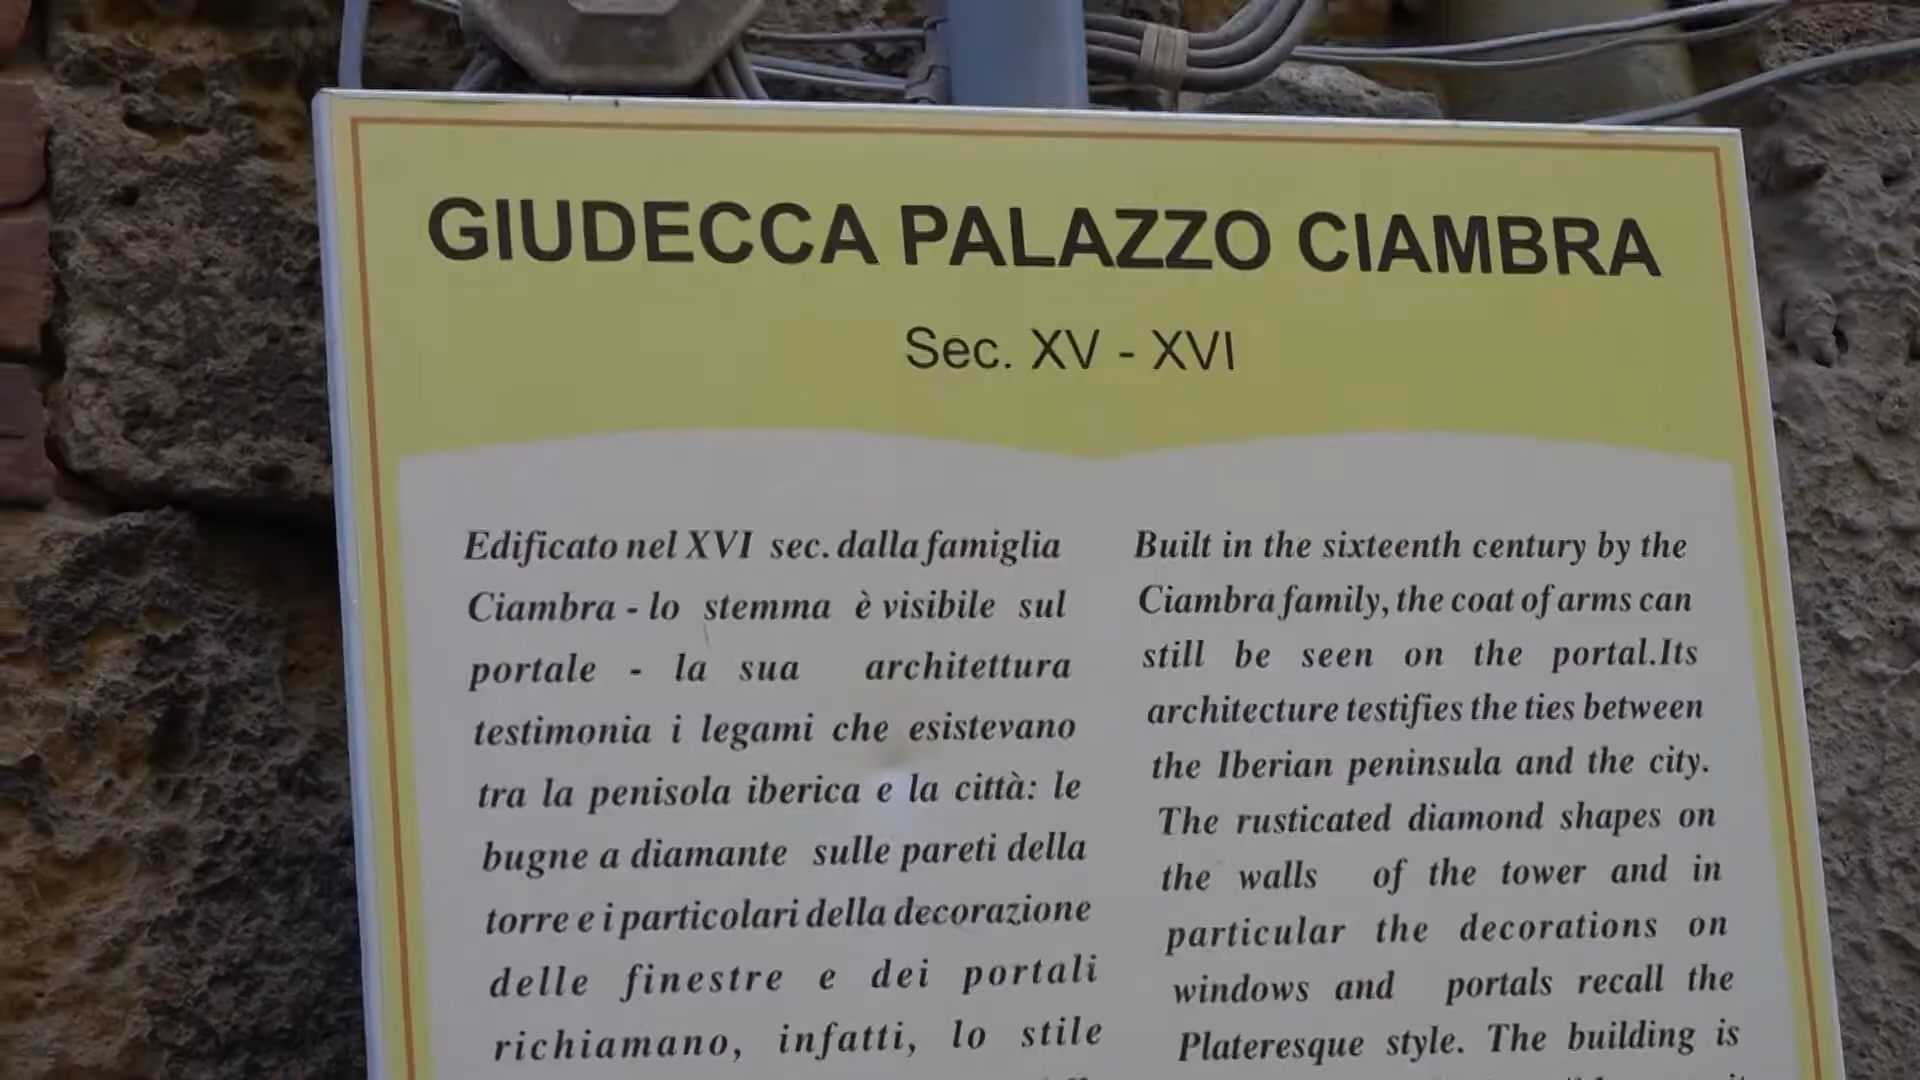 GIUDECCA PALAZZO CIAMBRA
Sec. XV - XVI
Edificato nel XVI sec. dalla famiglia
Ciambra - lo stemma è visibile sul
portale - la sua architettura
testimonia i legami che esistevano
tra la penisola iberica e la città: le
bugne a diamante sulle pareti della
torre e i particolari della decorazione
delle finestre e dei portali
richiamano, infatti, lo stile
Built in the sixteenth century by the
Ciambra family, the coat of arms can
still be seen on the portal.Its
architecture testifies the ties between
the Iberian peninsula and the city.
The rusticated diamond shapes on
the walls of the tower and in
particular the decorations on
windows and portals recall the
Plateresque style. The building is